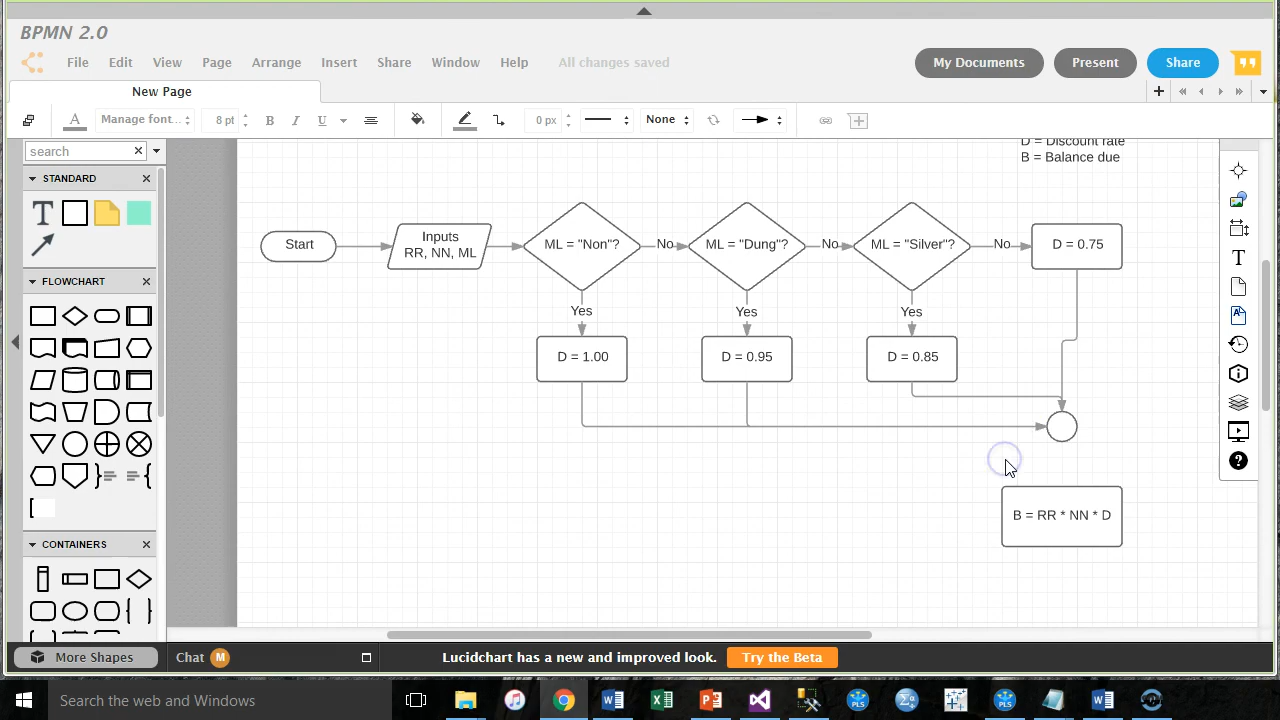 BPMN 2.0
File Edit View Page Arrange Insert Share Window Help All changes saved
My Documents Present Share
New Page
A Manage font... 8 pt B I U 0 px None
search
STANDARD
T
FLOWCHART
CONTAINERS
D = Discount rate
B = Balance due
Start
Inputs
RR, NN, ML
ML = "Non"?
No
ML = "Dung"?
No
ML = "Silver"?
No
D = 0.75
Yes
Yes
Yes
D = 1.00
D = 0.95
D = 0.85
B = RR * NN * D
T
A
?
More Shapes
Chat M
Lucidchart has a new and improved look. Try the Beta
Search the web and Windows